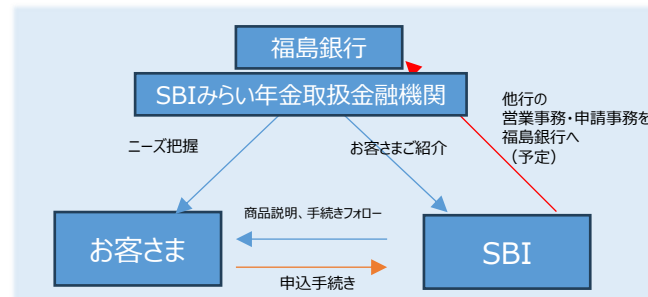 福島銀行
SBIみらい年金取扱金融機関
他行の
営業事務・申請事務を
福島銀行へ
（予定）
ニーズ把握
お客さまご紹介
商品説明、手続きフォロー
お客さま
SBI
申込手続き